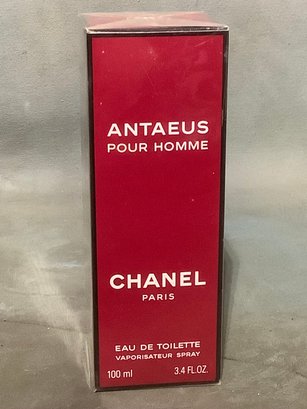 ANTAEUS
POUR HOMME
CHANEL
PARIS
EAU DE TOILETTE
VAPORISATEUR SPRAY
100 ml 3.4 FL.OZ.